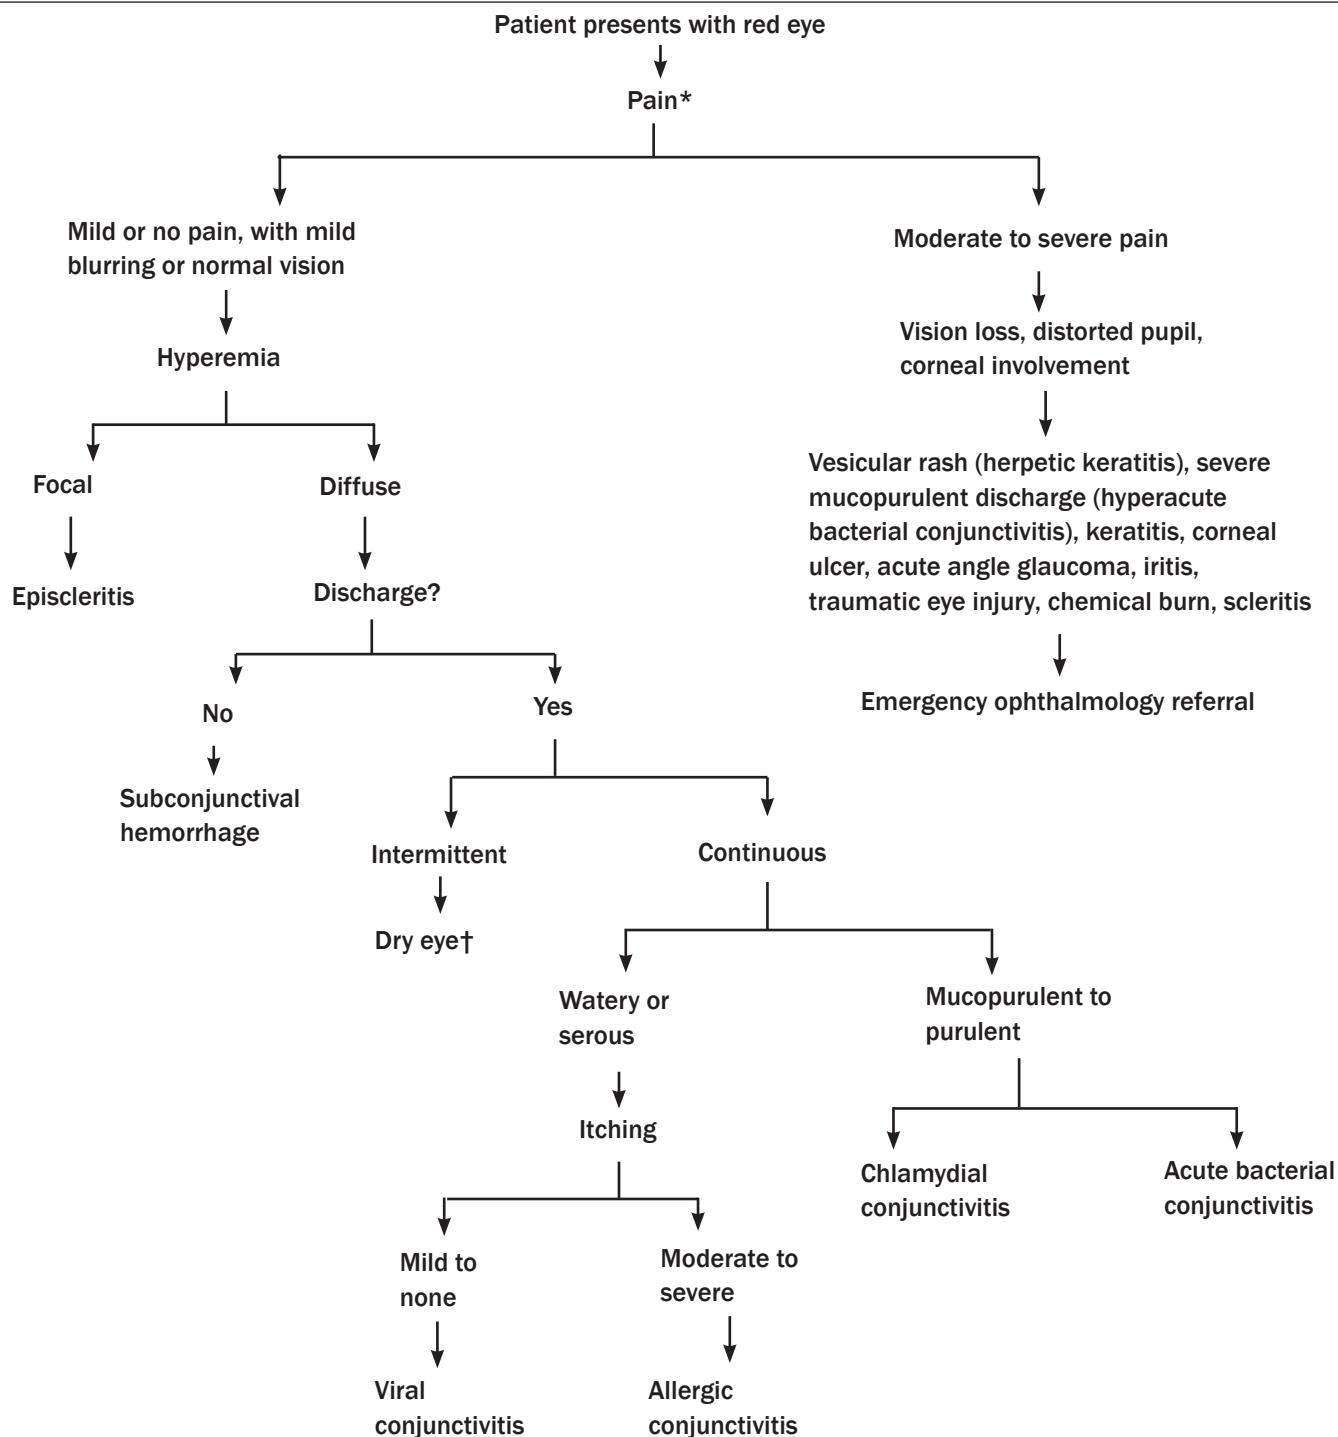 Patient presents with red eye
Pain*
Mild or no pain, with mild
blurring or normal vision
Moderate to severe pain
Hyperemia
Vision loss, distorted pupil,
corneal involvement
Focal
Diffuse
Vesicular rash (herpetic keratitis), severe
mucopurulent discharge (hyperacute
bacterial conjunctivitis), keratitis, corneal
ulcer, acute angle glaucoma, iritis,
traumatic eye injury, chemical burn, scleritis
Episcleritis
Discharge?
No
Yes
Emergency ophthalmology referral
Subconjunctival
hemorrhage
Intermittent
Continuous
Dry eye†
Watery or
serous
Mucopurulent to
purulent
Itching
Chlamydial
conjunctivitis
Acute bacterial
conjunctivitis
Mild to
none
Moderate to
severe
Viral
conjunctivitis
Allergic
conjunctivitis